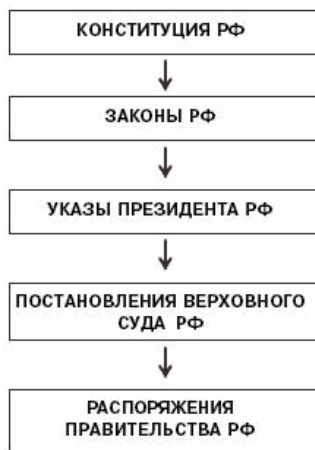 КОНСТИТУЦИЯ РФ
ЗАКОНЫ РФ
УКАЗЫ ПРЕЗИДЕНТА РФ
ПОСТАНОВЛЕНИЯ ВЕРХОВНОГО
СУДА РФ
РАСПОРЯЖЕНИЯ
ПРАВИТЕЛЬСТВА РФ